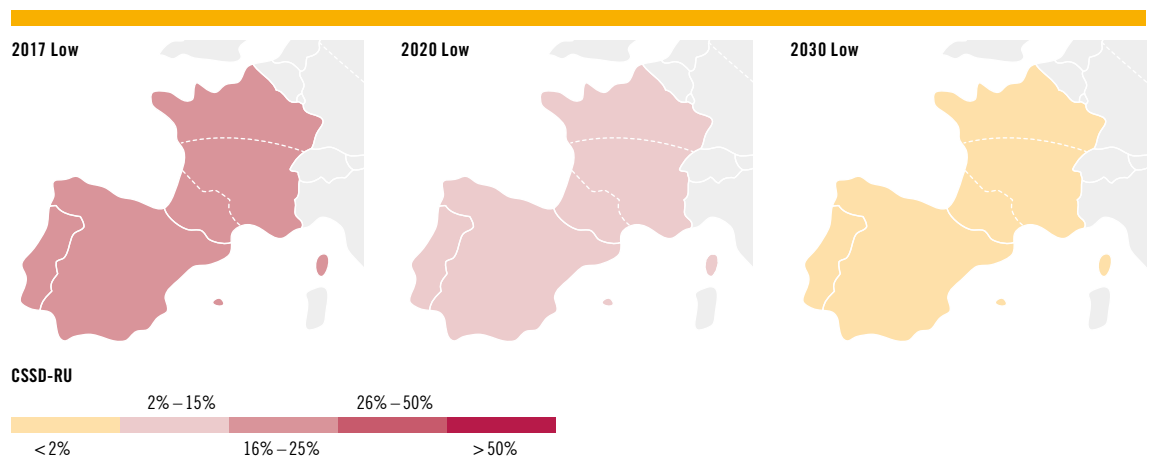 2017 Low
2020 Low
2030 Low
CSSD-RU
2% – 15%
26% – 50%
< 2%
16% – 25%
> 50%